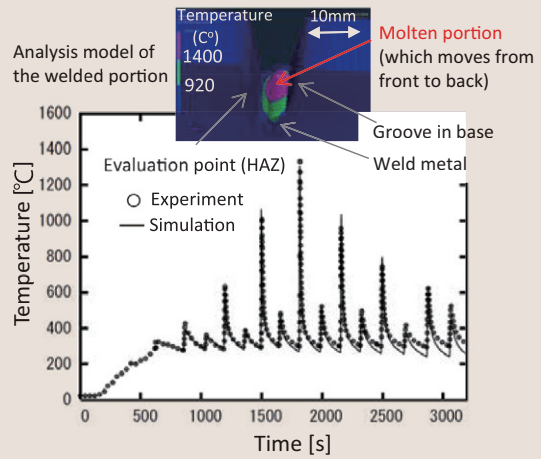 Temperature
(C°)
1400
920
10mm
Molten portion
(which moves from
front to back)
Analysis model of
the welded portion
Groove in base
Weld metal
Evaluation point (HAZ)
Experiment
Simulation
Temperature [℃]
1600
1400
1200
1000
800
600
400
200
0
0 500 1000 1500 2000 2500 3000
Time [s]